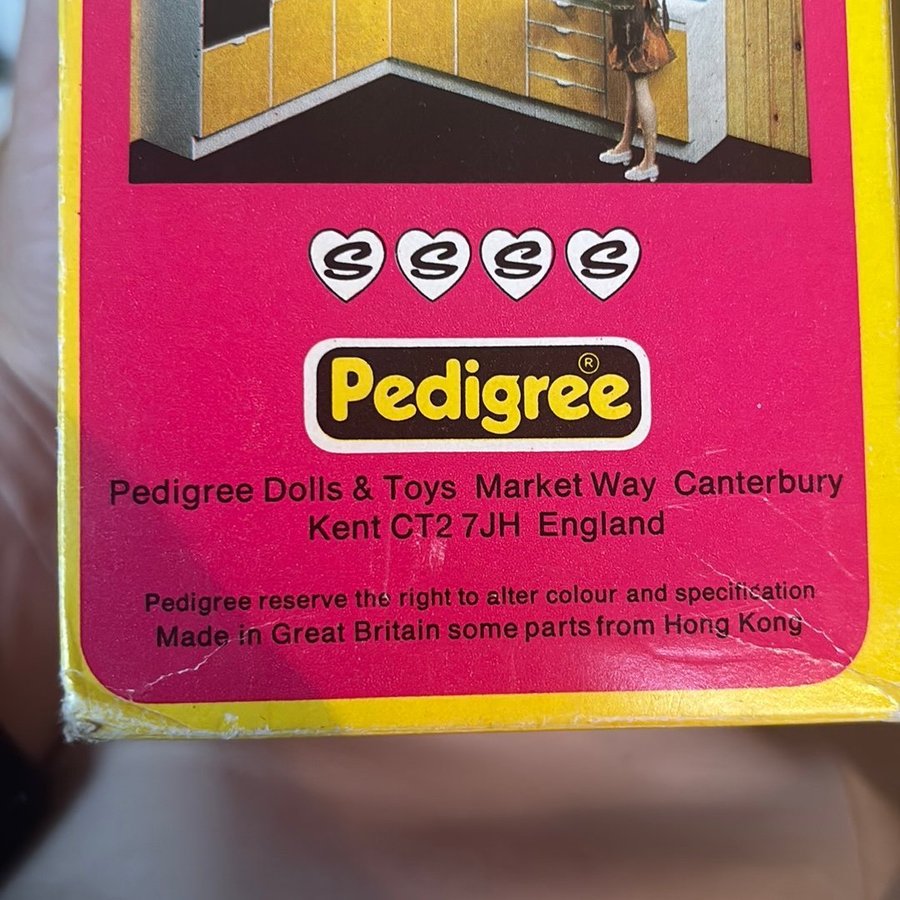 S S S S
Pedigree ®
Pedigree Dolls & Toys Market Way Canterbury
Kent CT2 7JH England
Pedigree reserve the right to alter colour and specification
Made in Great Britain some parts from Hong Kong